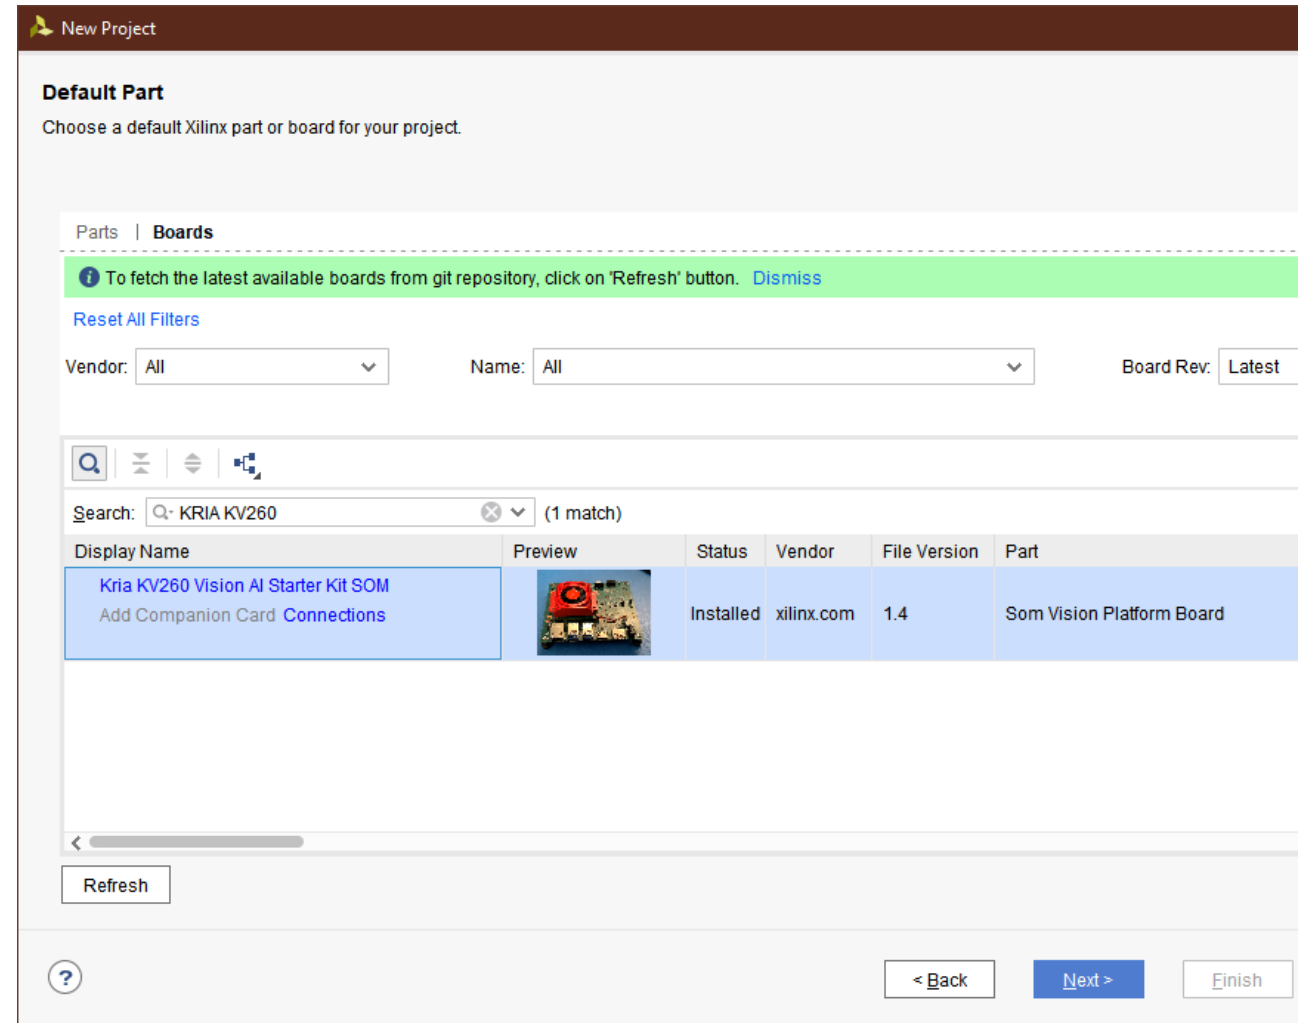 New Project
Default Part
Choose a default Xilinx part or board for your project.
Parts | Boards
To fetch the latest available boards from git repository, click on 'Refresh' button. Dismiss
Reset All Filters
Vendor: All Name: All Board Rev: Latest
Search: KRIA KV260 (1 match)
Display Name Preview Status Vendor File Version Part
Kria KV260 Vision AI Starter Kit SOM
Add Companion Card Connections
Installed xilinx.com 1.4 Som Vision Platform Board
Refresh
? < Back Next > Finish